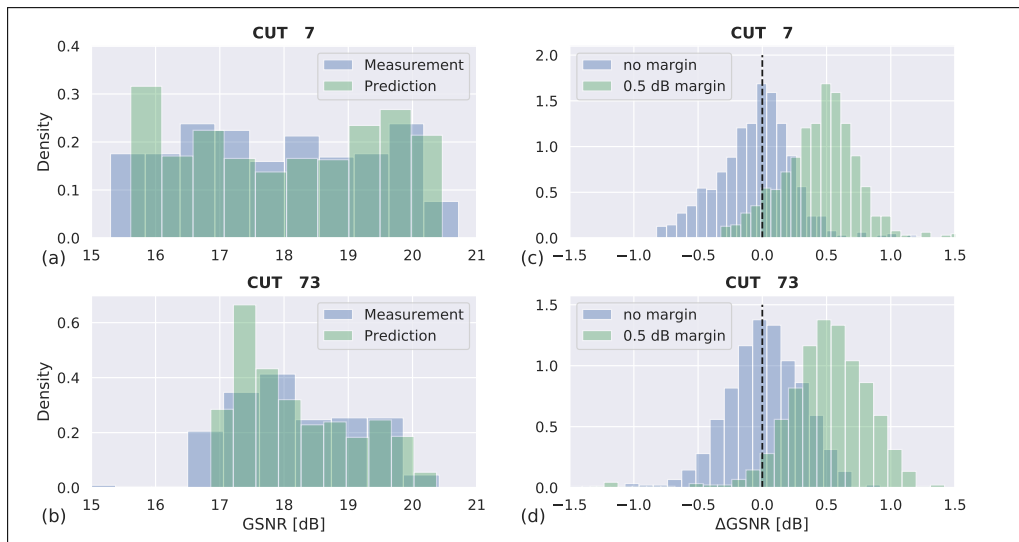 CUT 7
0.4
0.3
0.2
0.1
0.0
Density
Measurement
Prediction
15 16 17 18 19 20 21
(a)
CUT 7
2.0
1.5
1.0
0.5
0.0
no margin
0.5 dB margin
−1.5 −1.0 −0.5 0.0 0.5 1.0 1.5
(c)
CUT 73
0.6
0.4
0.2
0.0
Density
Measurement
Prediction
15 16 17 18 19 20 21
(b)
GSNR [dB]
CUT 73
1.5
1.0
0.5
0.0
no margin
0.5 dB margin
−1.5 −1.0 −0.5 0.0 0.5 1.0 1.5
(d)
ΔGSNR [dB]